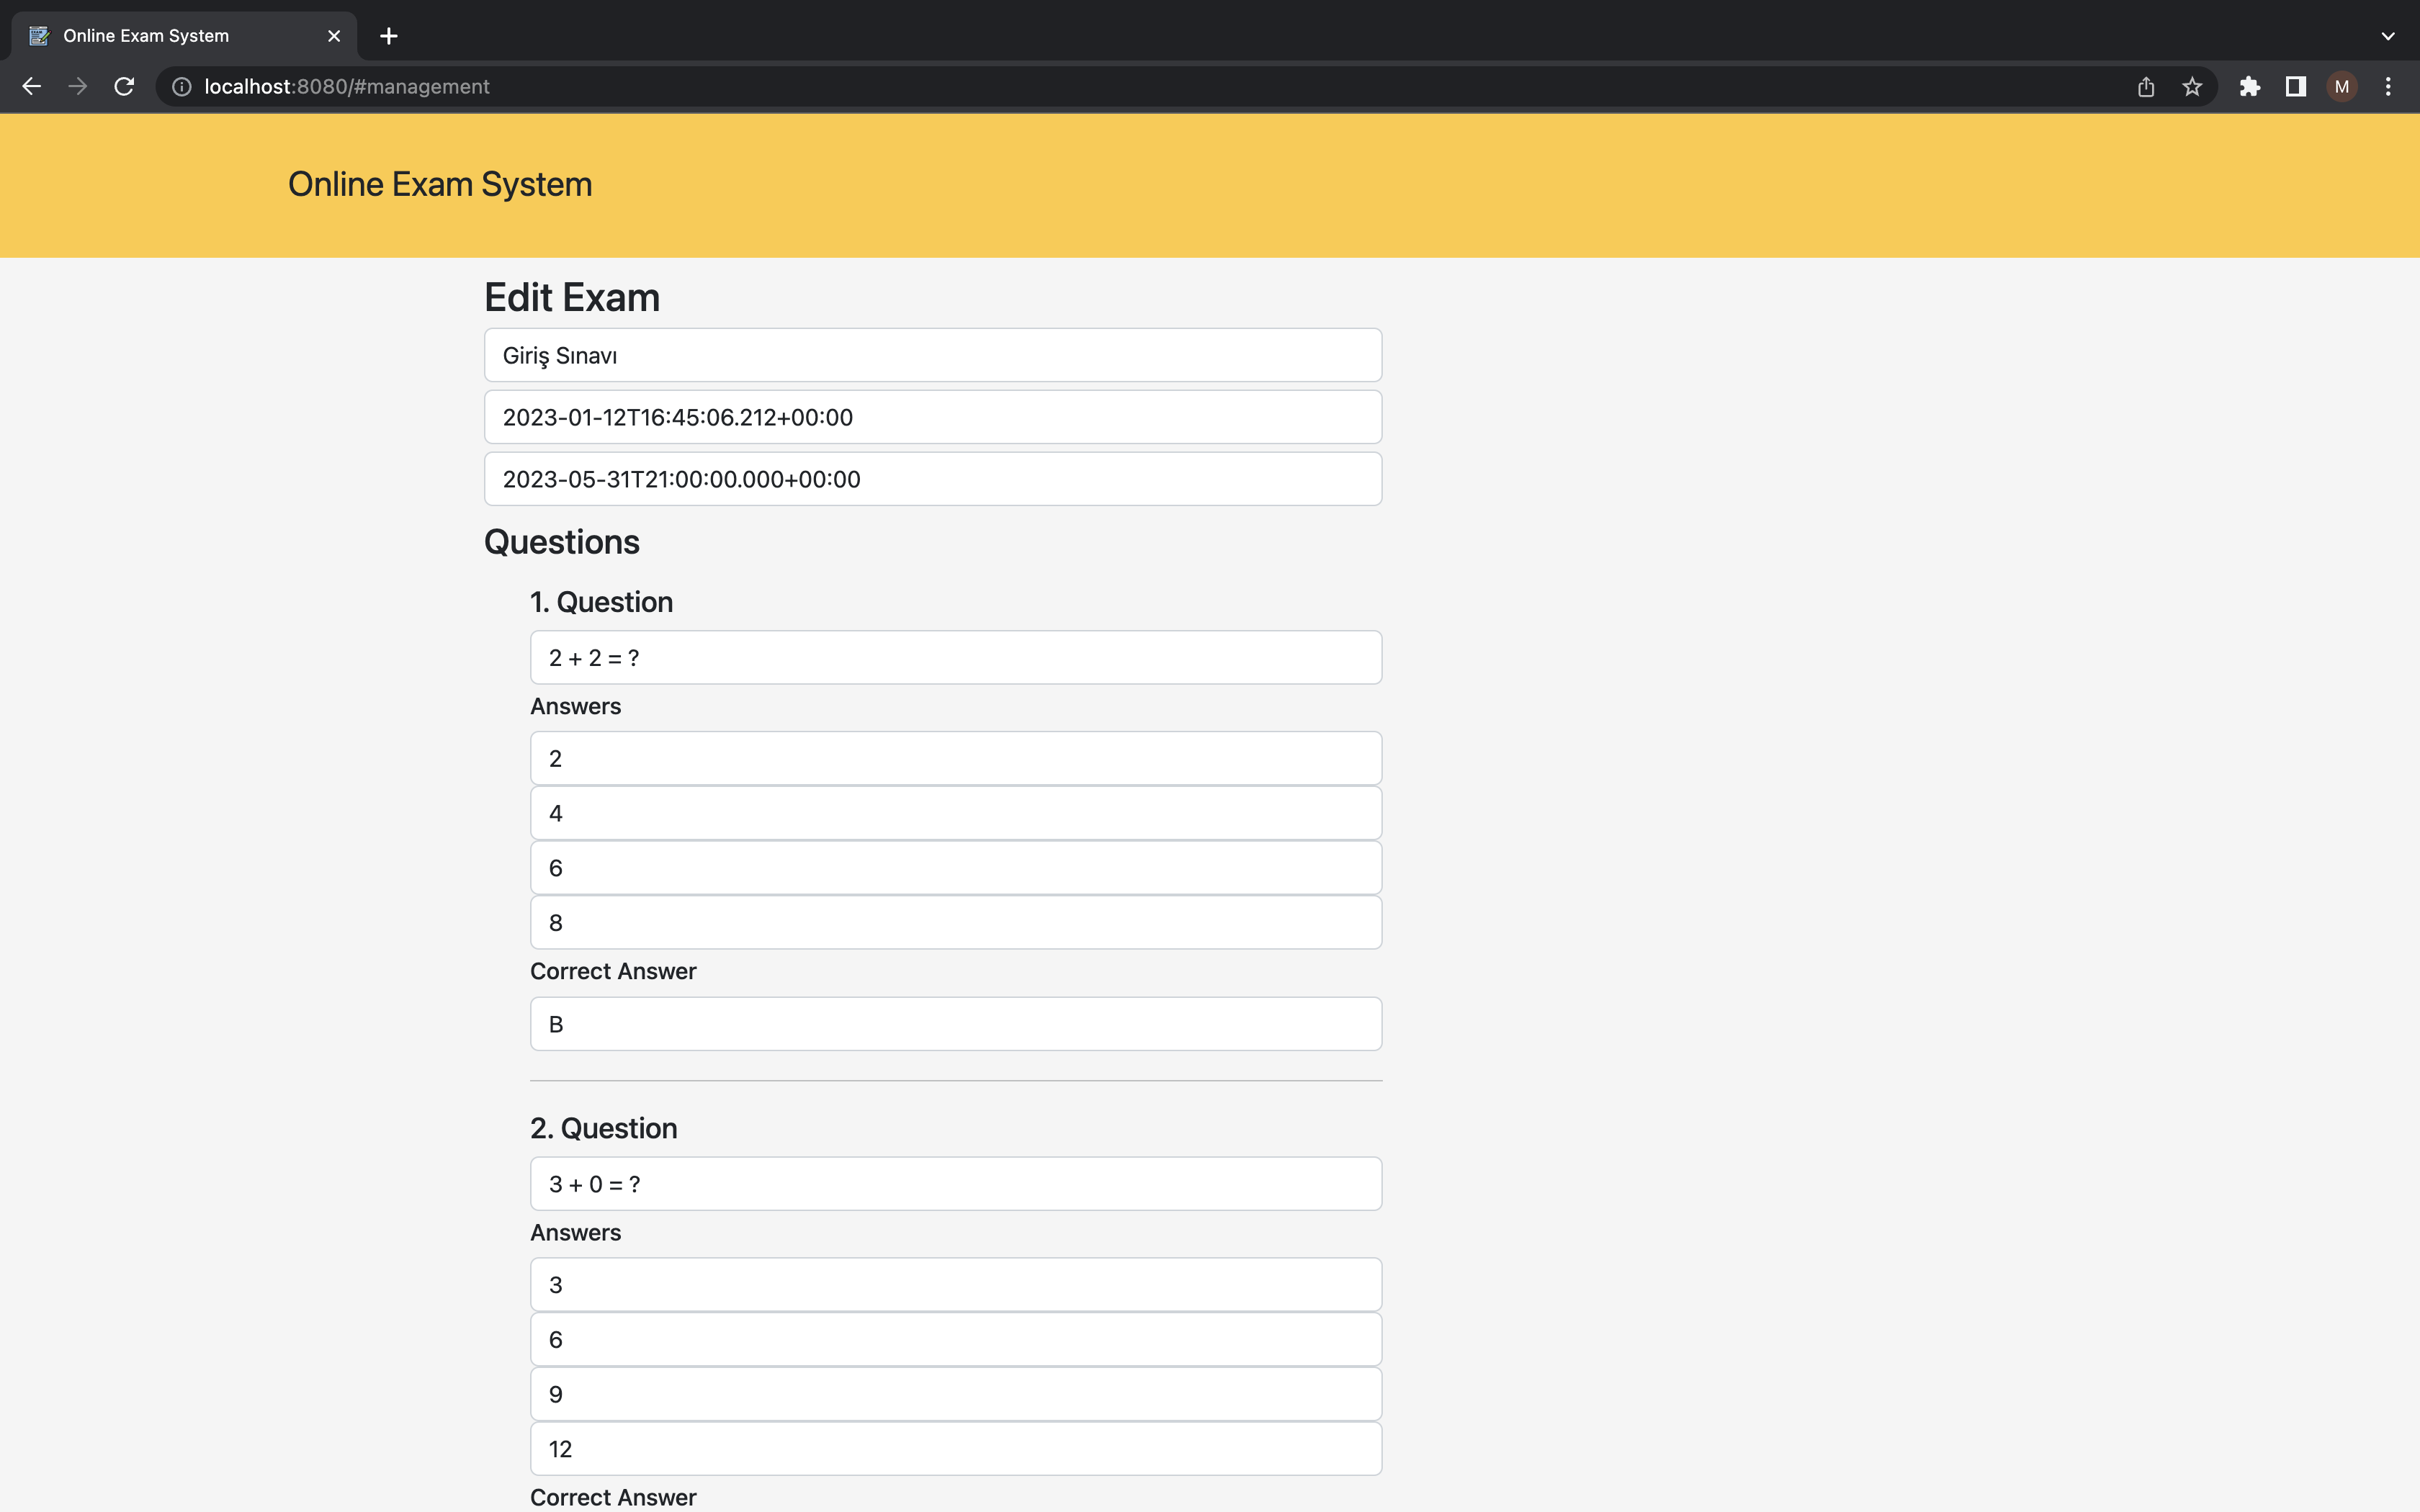 Online Exam System
localhost:8080/#management
M
Online Exam System
Edit Exam
Giriş Sınavı
2023-01-12T16:45:06.212+00:00
2023-05-31T21:00:00.000+00:00
Questions
1. Question
2 + 2 = ?
Answers
2
4
6
8
Correct Answer
B
2. Question
3 + 0 = ?
Answers
3
6
9
12
Correct Answer